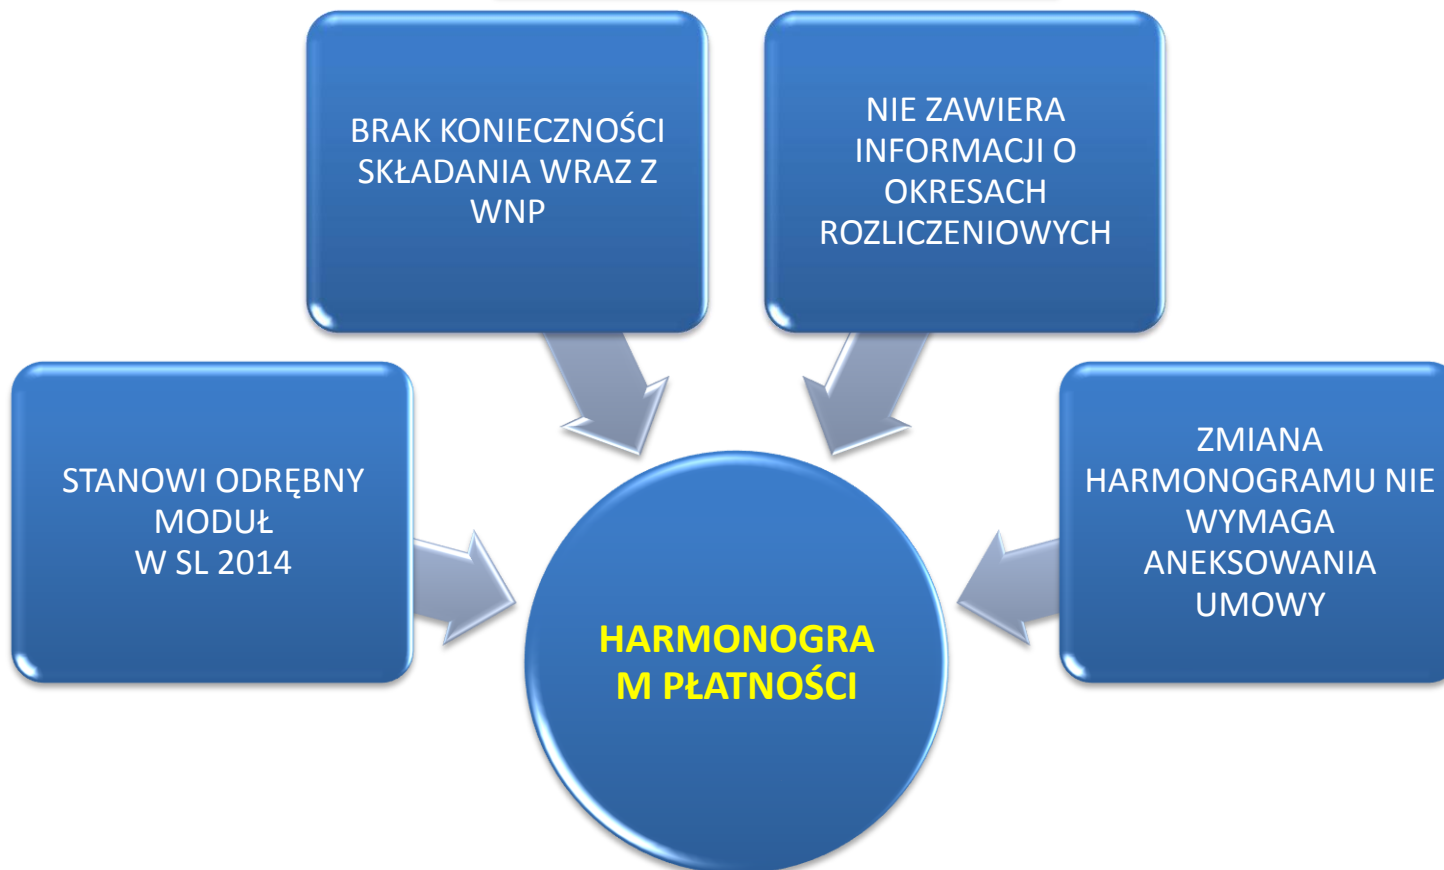 BRAK KONIECZNOŚCI
SKŁADANIA WRAZ Z
WNP
NIE ZAWIERA
INFORMACJI O
OKRESACH
ROZLICZENIOWYCH
STANOWI ODRĘBNY
MODUŁ
W SL 2014
ZMIANA
HARMONOGRAMU NIE
WYMAGA
ANEKSOWANIA
UMOWY
HARMONOGRA
M PŁATNOŚCI